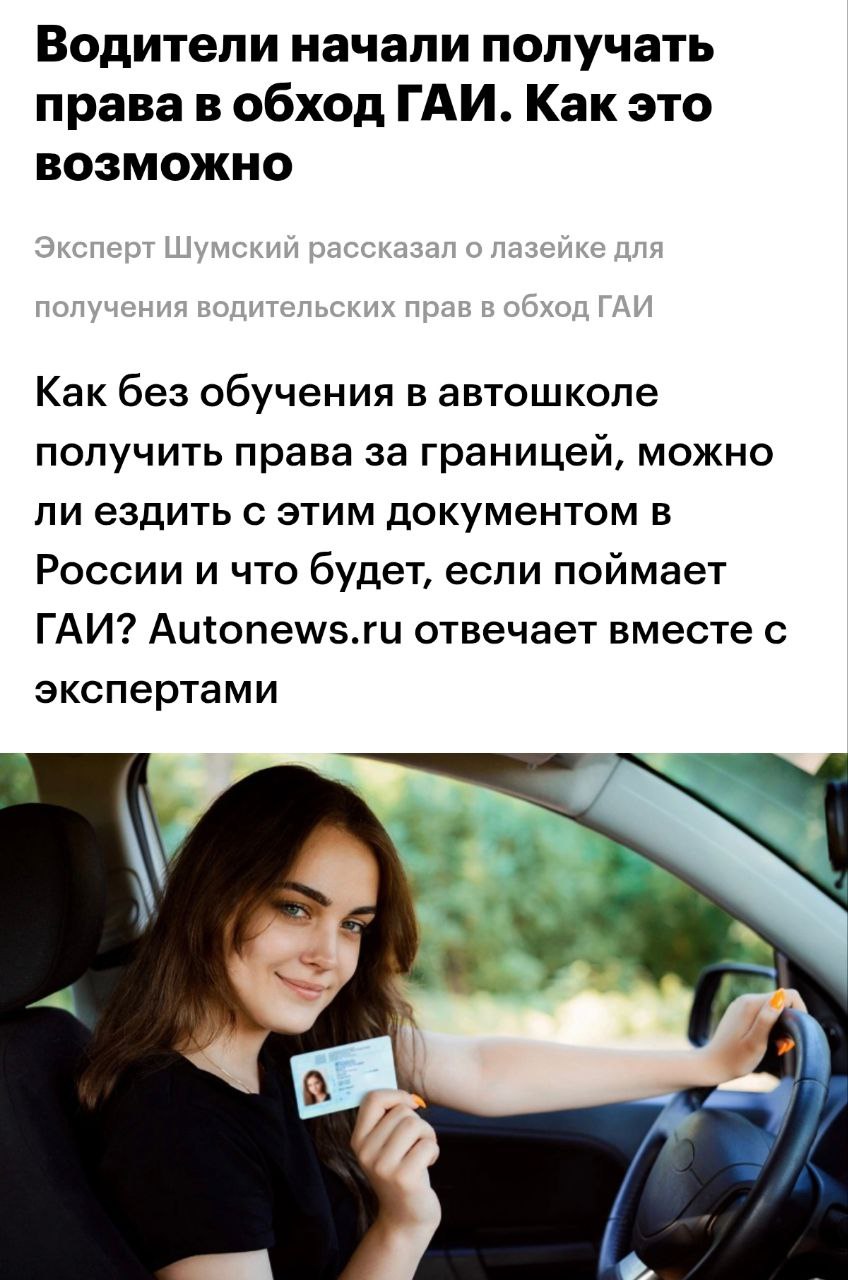 Водители начали получать
права в обход ГАИ. Как это
возможно
Эксперт Шумский рассказал о лазейке для
получения водительских прав в обход ГАИ
Как без обучения в автошколе
получить права за границей, можно
ли ездить с этим документом в
России и что будет, если поймает
ГАИ? Autonews.ru отвечает вместе с
экспертами